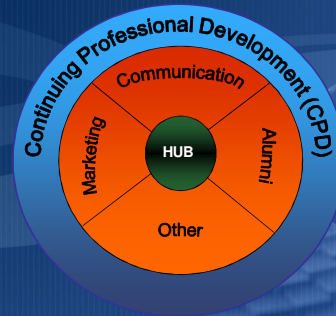 Continuing Professional Development (CPD)
Communication
Marketing
HUB
Alumni
Other